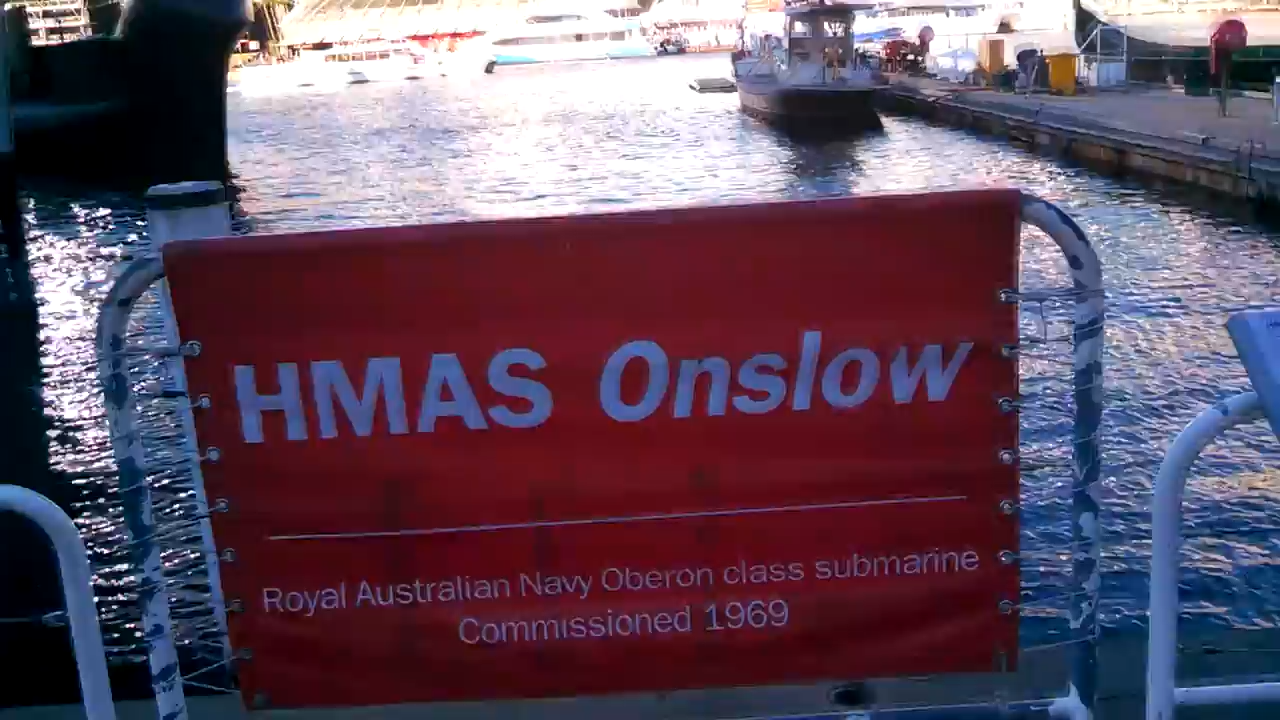 HMAS Onslow
Royal Australian Navy Oberon class submarine
Commissioned 1969